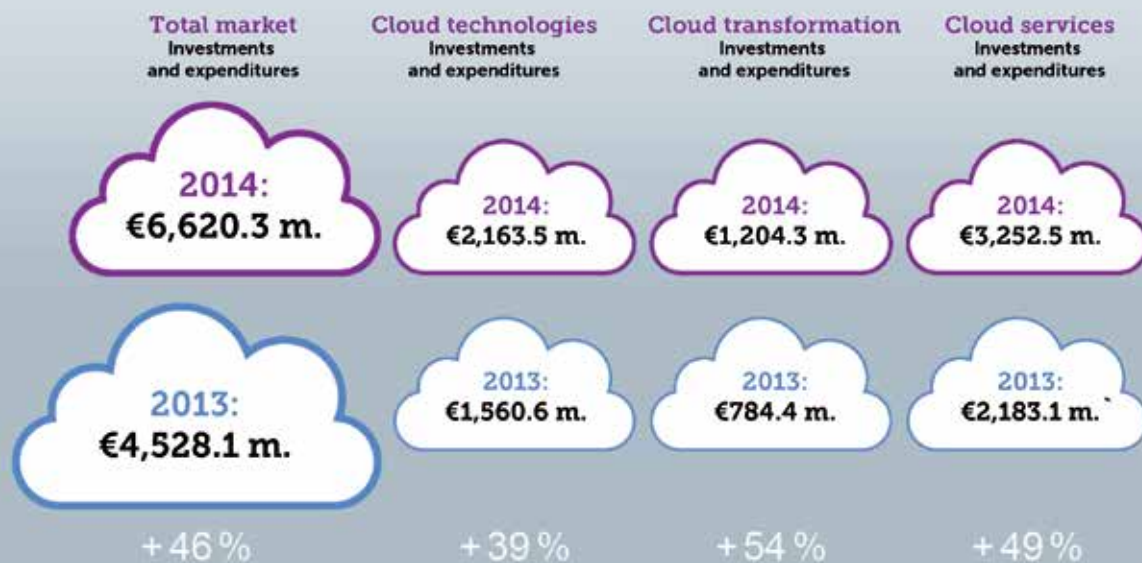 Total market
Investments
and expenditures
Cloud technologies
Investments
and expenditures
Cloud transformation
Investments
and expenditures
Cloud services
Investments
and expenditures
2014:
€6,620.3 m.
2014:
€2,163.5 m.
2014:
€1,204.3 m.
2014:
€3,252.5 m.
2013:
€4,528.1 m.
2013:
€1,560.6 m.
2013:
€784.4 m.
2013:
€2,183.1 m.`
+46%
+39%
+54%
+49%